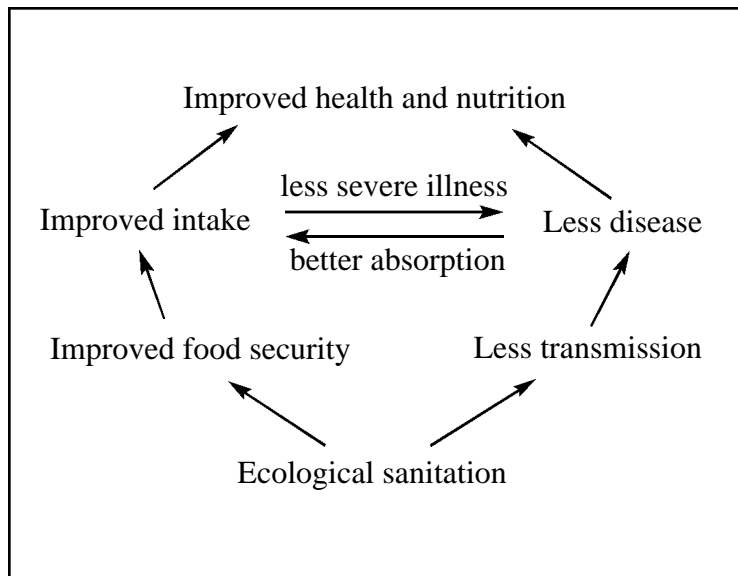 Improved health and nutrition
less severe illness
Improved intake
Less disease
better absorption
Improved food security
Less transmission
Ecological sanitation